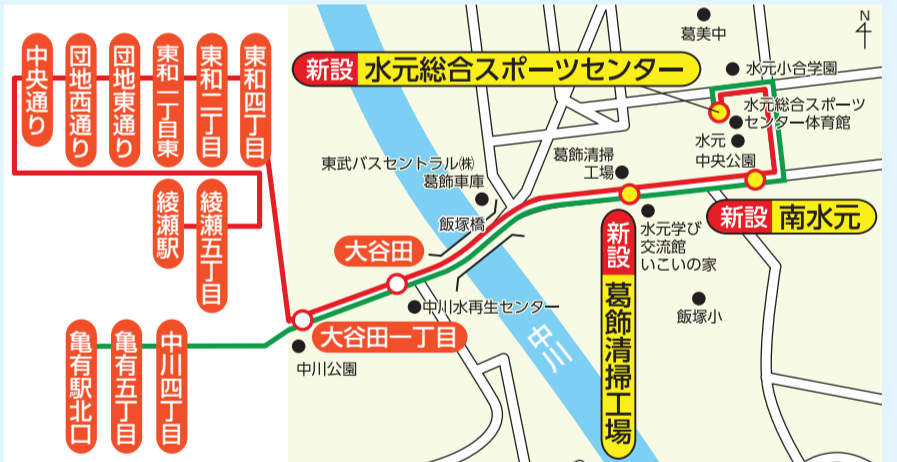 中央通り
団地西通り
団地東通り
東和一丁目東
東和二丁目
東和四丁目
綾瀬駅
綾瀬五丁目
亀有駅北口
亀有五丁目
中川四丁目
N
4
葛美中
新設 水元総合スポーツセンター
水元小合学園
水元総合スポーツ
センター体育館
水元
中央公園
東武バスセントラル㈱
葛飾車庫
葛飾清掃
工場
飯塚橋
新設 南水元
大谷田
水元学び
交流館
いこいの家
新設 葛飾清掃工場
中川水再生センター
飯塚小
大谷田一丁目
中川公園
中川